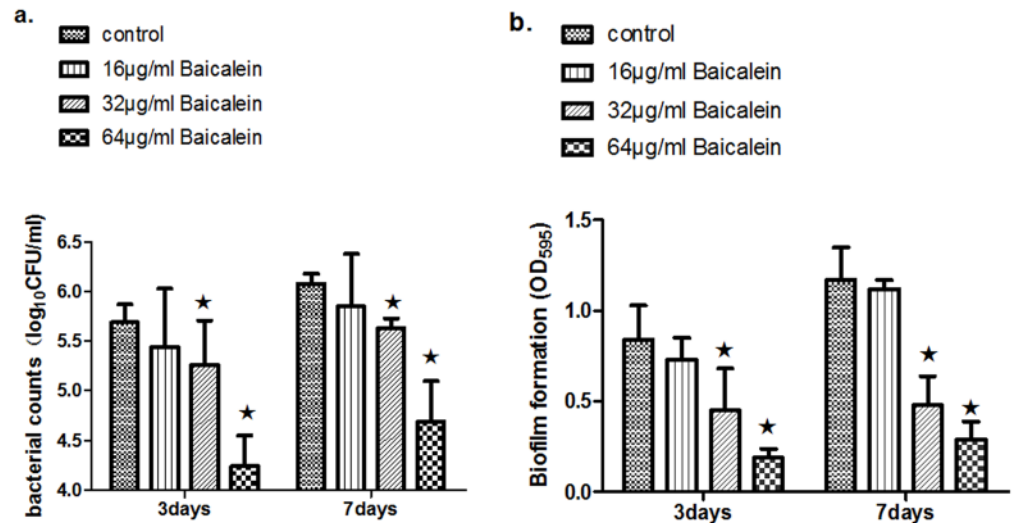 a.
control
16µg/ml Baicalein
32µg/ml Baicalein
64µg/ml Baicalein
bacterial counts (log10CFU/ml)
6.5
6.0
5.5
5.0
4.5
4.0
★
★
★
★
3days
7days
b.
control
16µg/ml Baicalein
32µg/ml Baicalein
64µg/ml Baicalein
Biofilm formation (OD595)
1.5
1.0
0.5
0.0
★
★
★
★
3days
7days